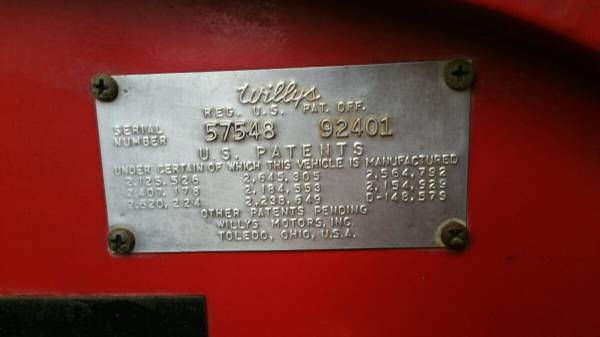 Willys
REG. U.S. PAT. OFF.
SERIAL NUMBER 57548 92401
U.S. PATENTS
UNDER CERTAIN OF WHICH THIS VEHICLE IS MANUFACTURED
2,125,526 2,645,305 2,564,792
2,407,178 2,184,553 2,154,929
2,620,224 2,238,649 D-148,579
OTHER PATENTS PENDING
WILLYS MOTORS, INC.
TOLEDO, OHIO, U.S.A.